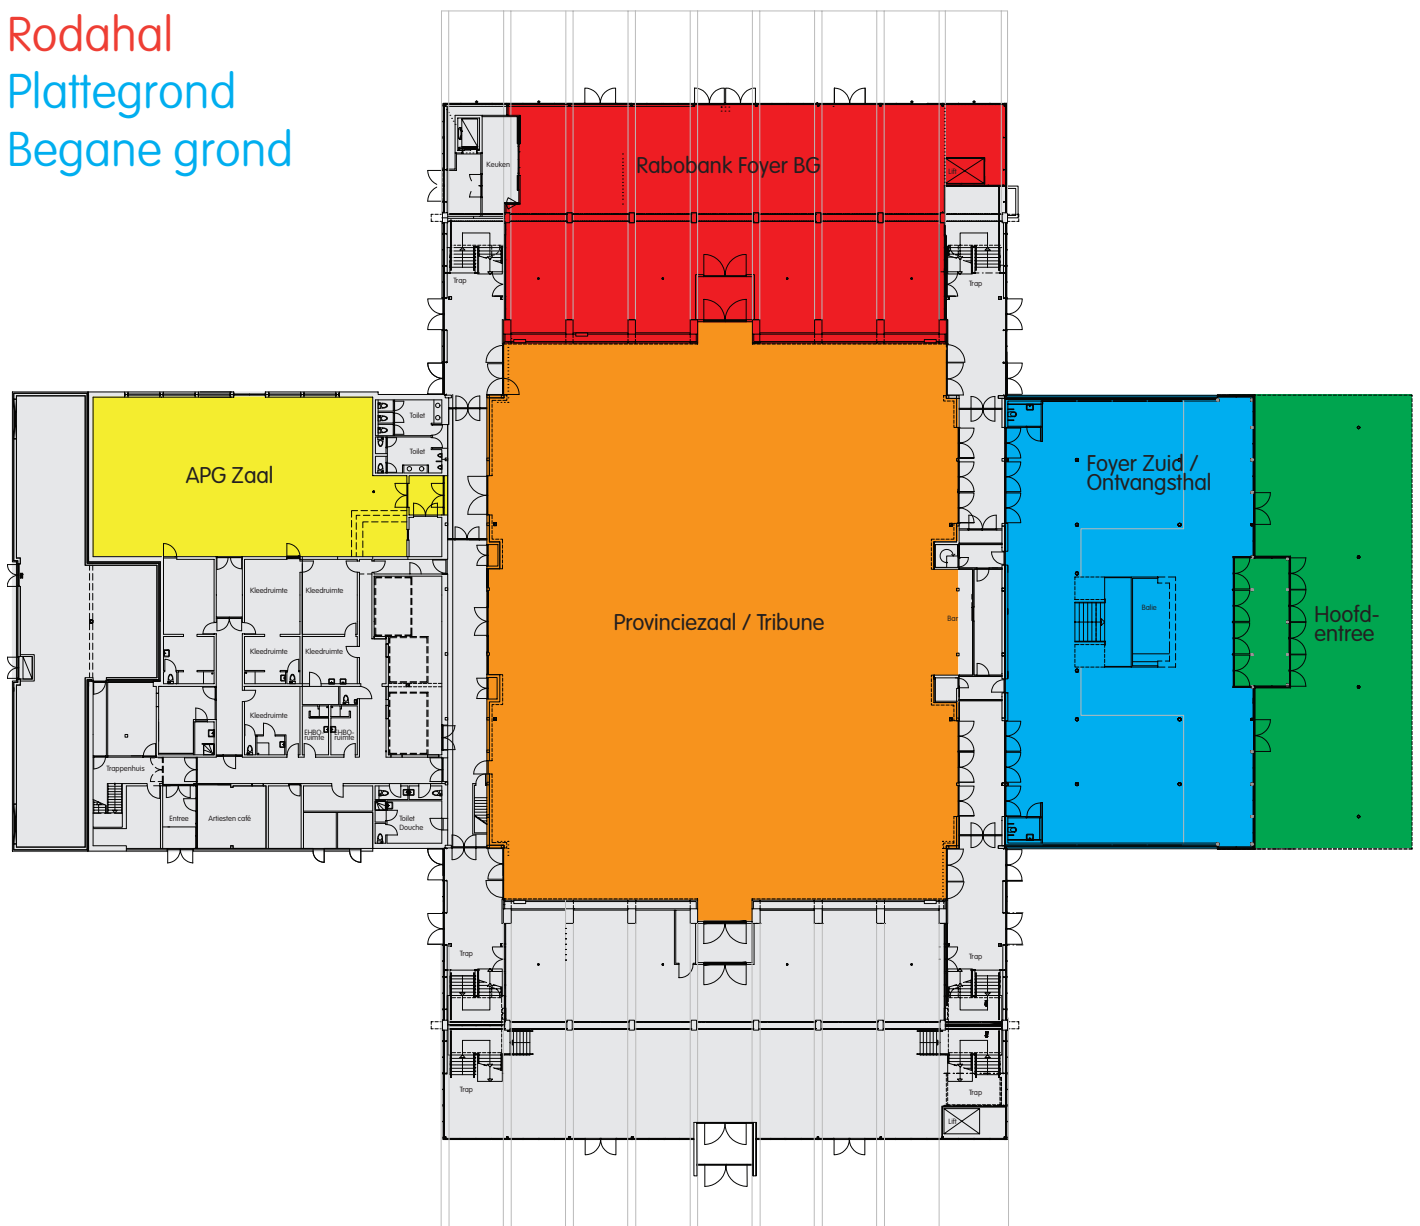 Rodahal
Plattegrond
Begane grond
Keuken
Rabobank Foyer BG
Lift
Trap
Trap
Toilet
Toilet
APG Zaal
Foyer Zuid /
Ontvangsthal
Kleedruimte
Kleedruimte
Kleedruimte
Kleedruimte
Provinciezaal / Tribune
Bar
Balie
Hoofd-
entree
Kleedruimte
EHBO
ruimte
EHBO-
ruimte
Trappenhuis
Entree
Artiesten café
Toilet
Douche
Trap
Trap
Trap
Trap
Lift